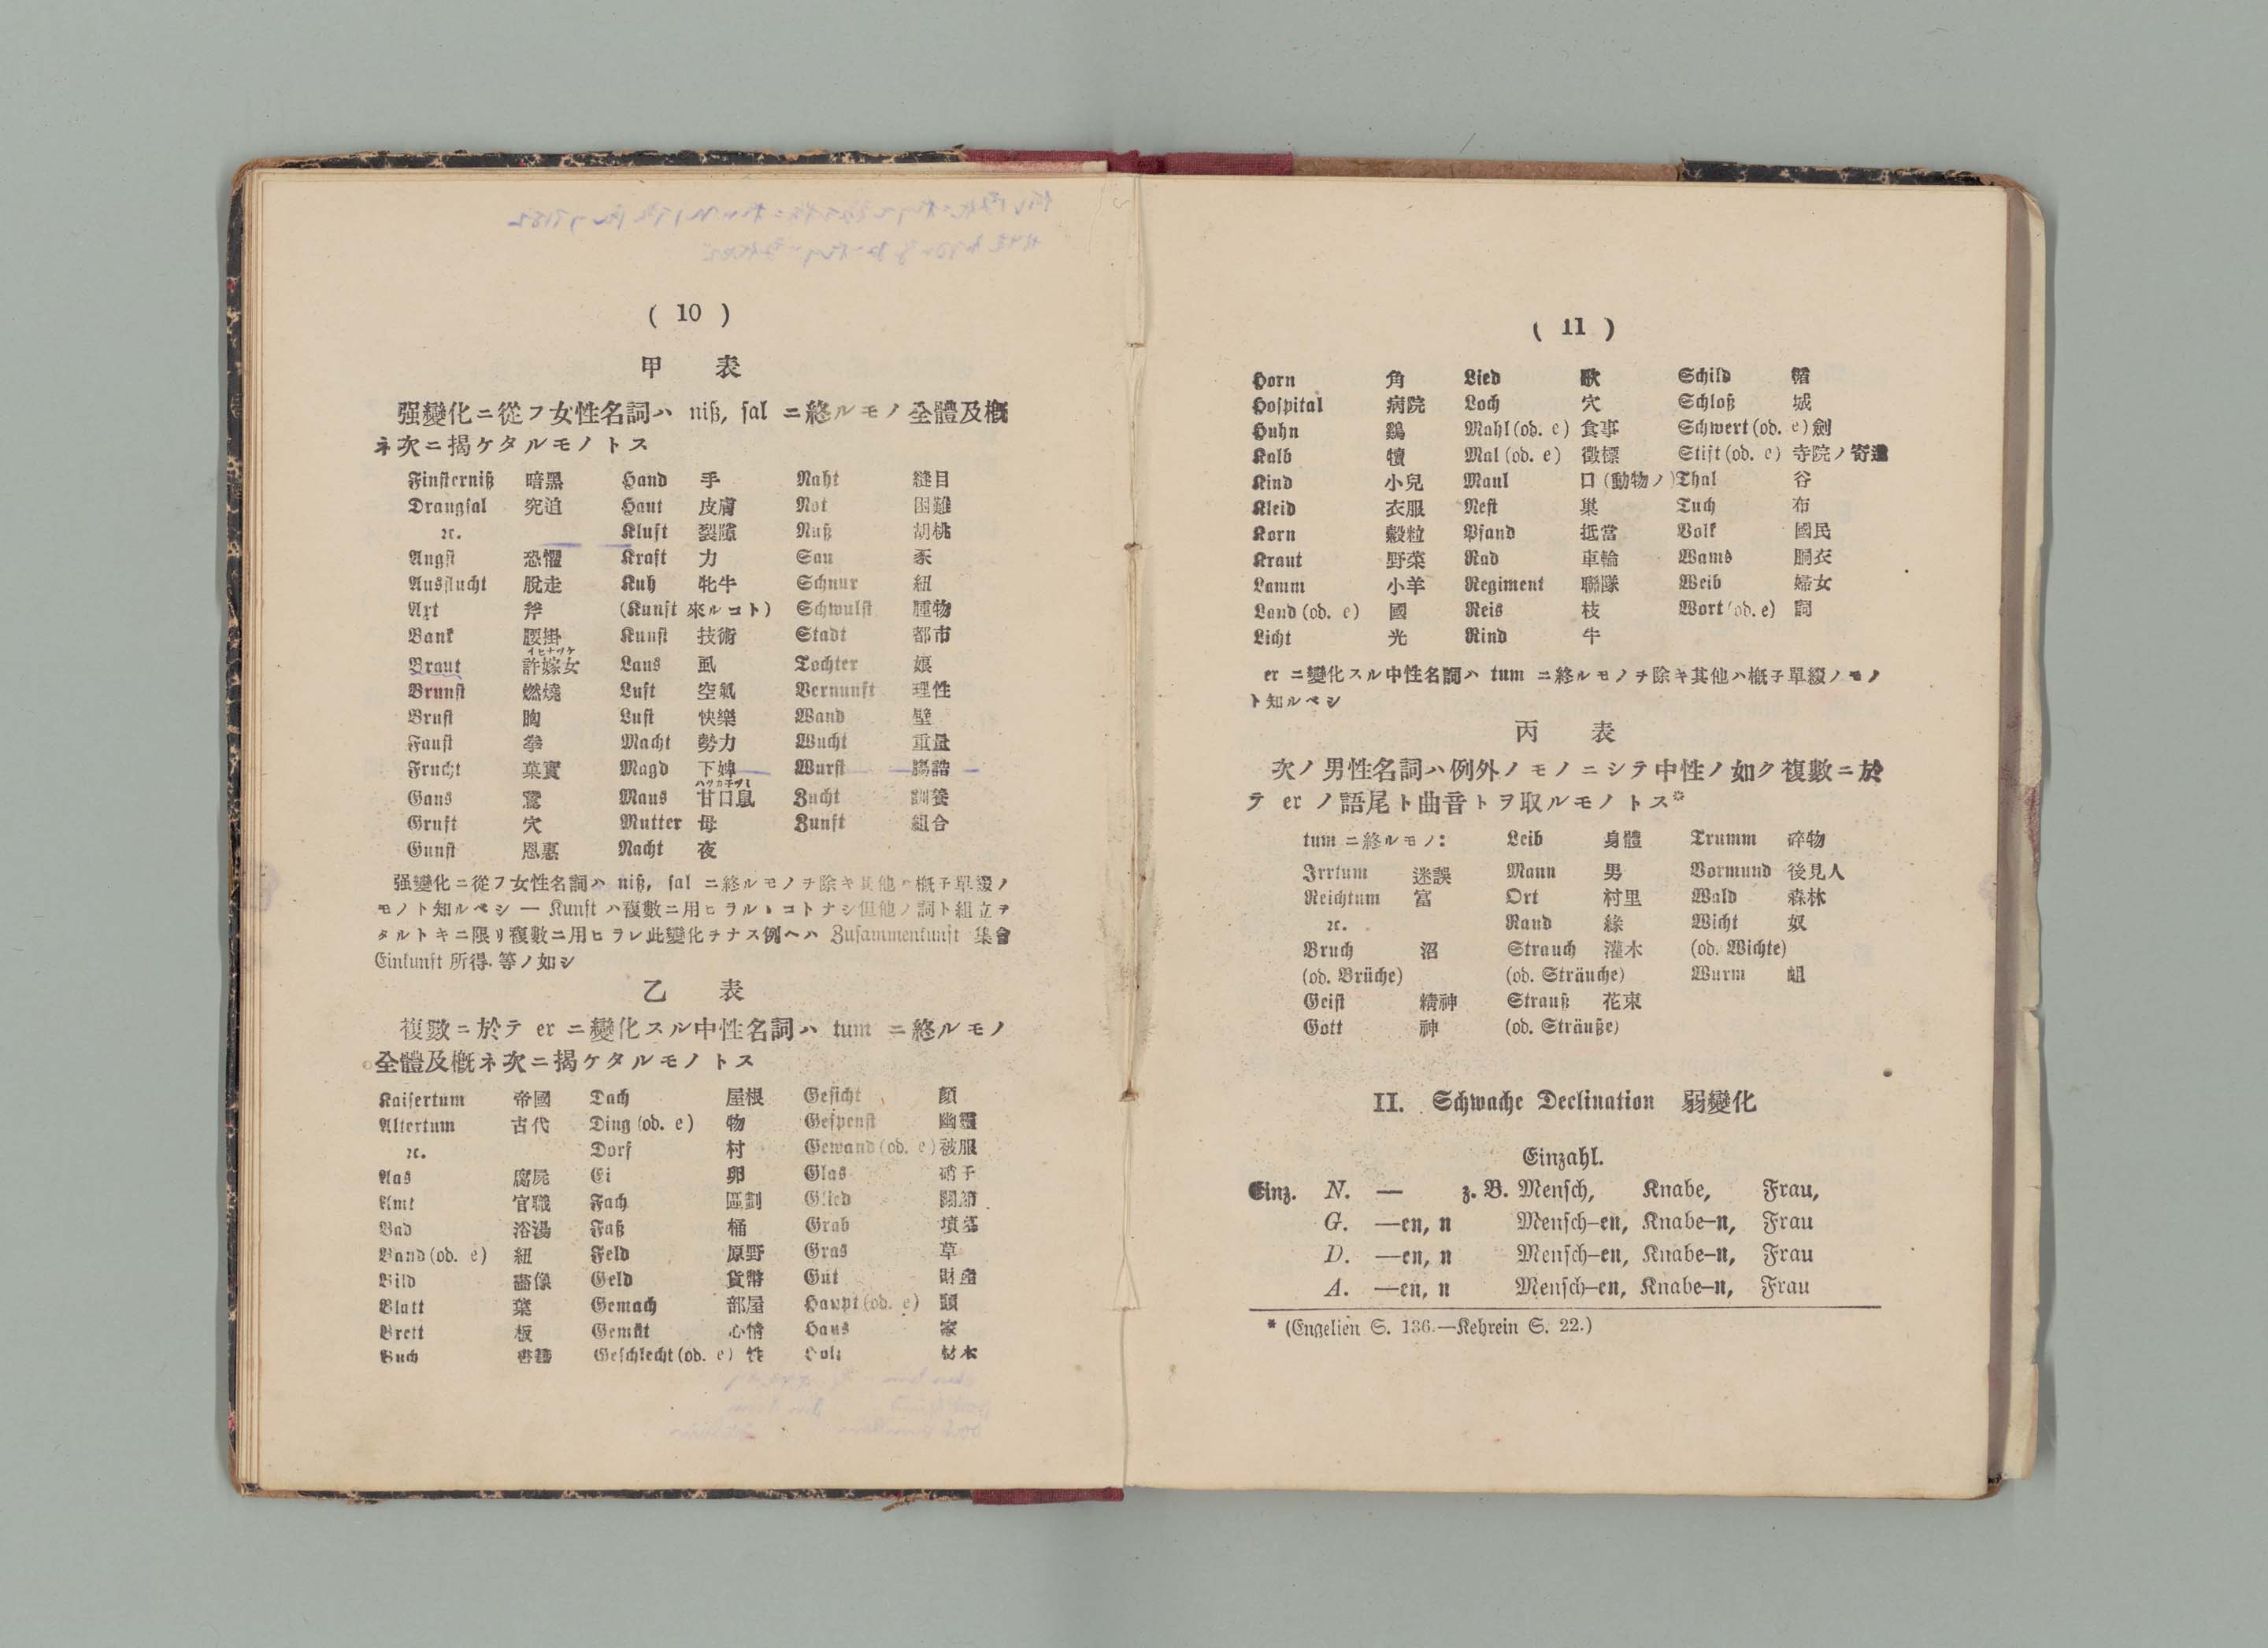 ( 10 )
甲 表
强變化ニ從フ女性名詞ハ niß, sal ニ終ルモノ全體及概
ネ次ニ揭ケタルモノトス
Finsterniß 暗黑 Hand 手 Naht 縫目
Drangsal 究迫 Haut 皮膚 Not 困難
ꝛc. Kluft 裂隙 Nuß 胡桃
Angst 恐懼 Kraft 力 Sau 豕
Ausflucht 脫走 Kuh 牝牛 Schnur 紐
Axt 斧 (Kunft 來ルコト) Schwulst 腫物
Bank 腰掛 Kunst 技術 Stadt 都市
Braut 許嫁女 イヒナヅケ Laus 虱 Tochter 娘
Brunst 燃燒 Luft 空氣 Vernunft 理性
Brust 胸 Lust 快樂 Wand 壁
Faust 拳 Macht 勢力 Wucht 重量
Frucht 菓實 Magd 下婢 Wurst 腸詰
Gans 鵞 Maus 甘口鼠 Zucht 訓養
Gruft 穴 Mutter 母 Zunft 組合
Gunst 恩惠 Nacht 夜
强變化ニ從フ女性名詞ハ niß, sal ニ終ルモノヲ除キ其他ハ概子單綴ノ
モノト知ルベシ — Kunft ハ複數ニ用ヒラルヽコトナシ但他ノ詞ト組立テ
タルトキニ限リ複數ニ用ヒラレ此變化ヲナス例ヘハ Zusammenkunft 集會
Einkunft 所得. 等ノ如シ
乙 表
複數ニ於テ er ニ變化スル中性名詞ハ tum ニ終ルモノ
全體及概ネ次ニ揭ケタルモノトス
Kaisertum 帝國 Dach 屋根 Gesicht 顏
Altertum 古代 Ding (od. e) 物 Gespenst 幽靈
ꝛc. Dorf 村 Gewand (od. e) 被服
Aas 腐屍 Ei 卵 Glas 硝子
Amt 官職 Fach 區劃 Glied 關節
Bad 浴湯 Faß 桶 Grab 墳墓
Band (od. e) 紐 Feld 原野 Gras 草
Bild 畫像 Geld 貨幣 Gut 財產
Blatt 葉 Gemach 部屋 Haupt (od. e) 頭
Brett 板 Gemüt 心情 Haus 家
Buch 書籍 Geschlecht (od. e) 性 Holz 材木
( 11 )
Horn 角 Lied 歌 Schild 楯
Hospital 病院 Loch 穴 Schloß 城
Huhn 鷄 Mahl (od. e) 食事 Schwert (od. e) 劍
Kalb 犢 Mal (od. e) 徵標 Stift (od. e) 寺院ノ寄進
Kind 小兒 Maul 口 (動物ノ) Thal 谷
Kleid 衣服 Nest 巢 Tuch 布
Korn 穀粒 Pfand 抵當 Volk 國民
Kraut 野菜 Rad 車輪 Wams 胴衣
Lamm 小羊 Regiment 聯隊 Weib 婦女
Land (od. e) 國 Reis 枝 Wort (od. e) 詞
Licht 光 Rind 牛
er ニ變化スル中性名詞ハ tum ニ終ルモノヲ除キ其他ハ概子單綴ノモノ
ト知ルベシ
丙 表
次ノ男性名詞ハ例外ノモノニシテ中性ノ如ク複數ニ於
テ er ノ語尾ト曲音トヲ取ルモノトス*
tum ニ終ルモノ: Leib 身體 Trumm 碎物
Irrtum 迷誤 Mann 男 Vormund 後見人
Reichtum 富 Ort 村里 Wald 森林
ꝛc. Rand 緣 Wicht 奴
Bruch 沼 Strauch 灌木 (od. Wichte)
(od. Brüche) (od. Sträuche) Wurm 蛆
Geist 精神 Strauß 花束
Gott 神 (od. Sträuße)
II. Schwache Declination 弱變化
Einzahl.
Einz. N. — z. B. Mensch, Knabe, Frau,
G. —en, n Mensch–en, Knabe–n, Frau
D. —en, n Mensch–en, Knabe–n, Frau
A. —en, n Mensch–en, Knabe–n, Frau
* (Engelien S. 136.—Kehrein S. 22.)